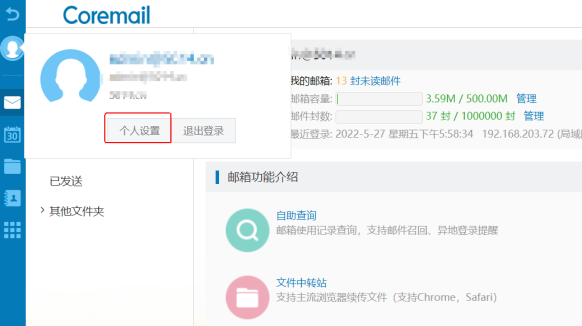 Coremail
个人设置
退出登录
我的邮箱: 13 封未读邮件
邮箱容量: 3.59M / 500.00M 管理
邮件封数: 37 封 / 1000000 封 管理
最近登录: 2022-5-27 星期五下午5:58:34 192.168.203.72 (局域
30
已发送
其他文件夹
邮箱功能介绍
自助查询
邮箱使用记录查询，支持邮件召回、异地登录提醒
文件中转站
支持主流浏览器续传文件（支持Chrome，Safari）